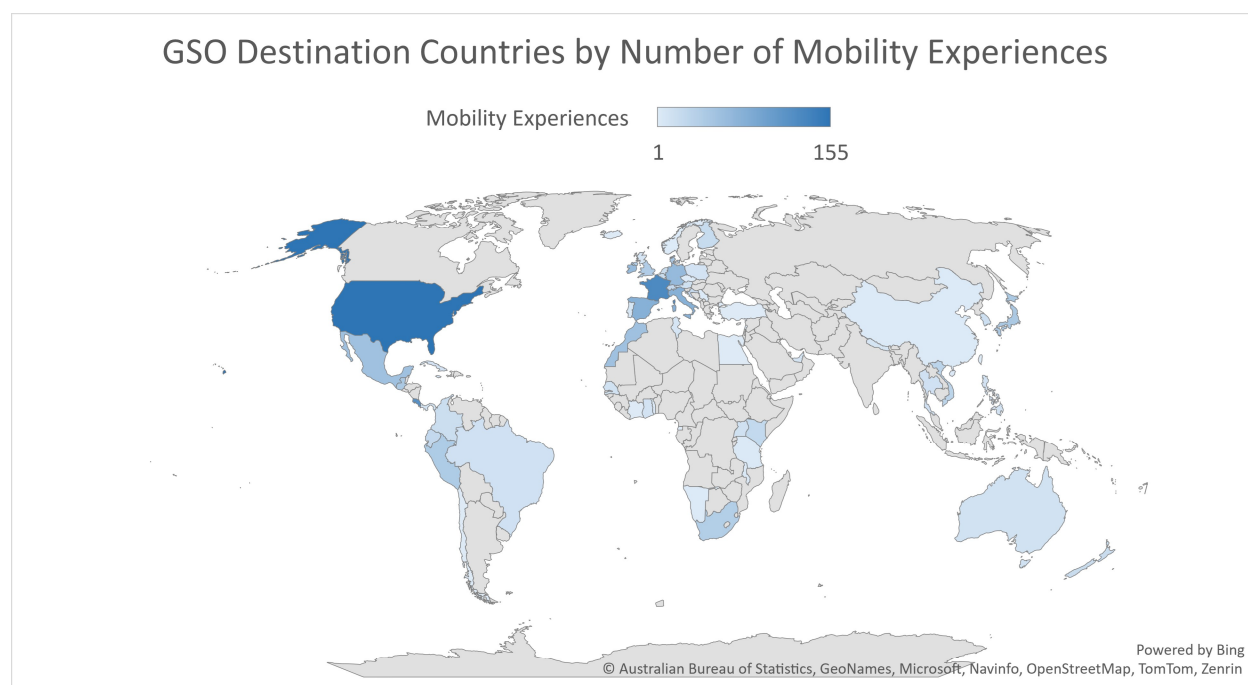 GSO Destination Countries by Number of Mobility Experiences
Mobility Experiences
1 155
Powered by Bing
© Australian Bureau of Statistics, GeoNames, Microsoft, Navinfo, OpenStreetMap, TomTom, Zenrin